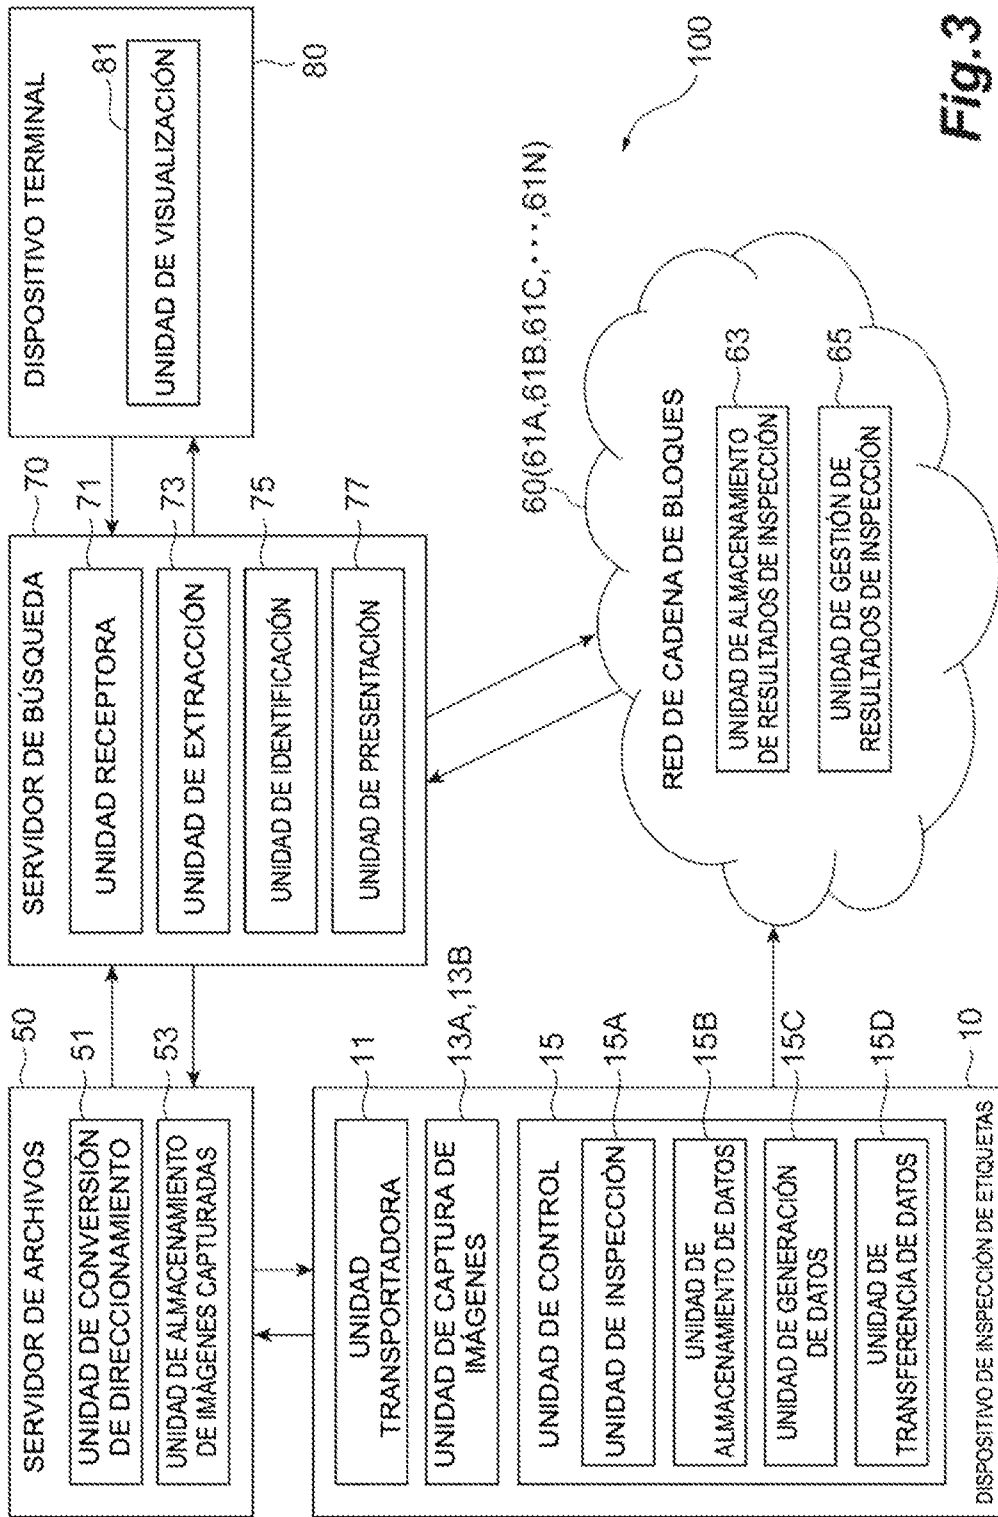 SERVIDOR DE ARCHIVOS
50
UNIDAD DE CONVERSIÓN
DE DIRECCIONAMIENTO
51
UNIDAD DE ALMACENAMIENTO
DE IMÁGENES CAPTURADAS
53
SERVIDOR DE BÚSQUEDA
70
UNIDAD RECEPTORA
71
UNIDAD DE EXTRACCIÓN
73
UNIDAD DE IDENTIFICACIÓN
75
UNIDAD DE PRESENTACIÓN
77
DISPOSITIVO TERMINAL
UNIDAD DE VISUALIZACIÓN
81
80
UNIDAD
TRANSPORTADORA
11
UNIDAD DE CAPTURA DE
IMÁGENES
13A,13B
UNIDAD DE CONTROL
15
UNIDAD DE INSPECCIÓN
15A
UNIDAD DE
ALMACENAMIENTO DE DATOS
15B
UNIDAD DE GENERACIÓN
DE DATOS
15C
UNIDAD DE
TRANSFERENCIA DE DATOS
15D
DISPOSITIVO DE INSPECCIÓN DE ETIQUETAS
10
60(61A,61B,61C,···,61N)
RED DE CADENA DE BLOQUES
UNIDAD DE ALMACENAMIENTO
DE RESULTADOS DE INSPECCIÓN
63
UNIDAD DE GESTIÓN DE
RESULTADOS DE INSPECCIÓN
65
100
Fig.3